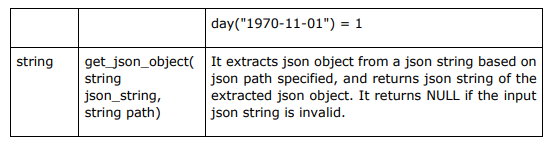 day("1970-11-01") = 1
string
get_json_object(
string
json_string,
string path)
It extracts json object from a json string based on
json path specified, and returns json string of the
extracted json object. It returns NULL if the input
json string is invalid.